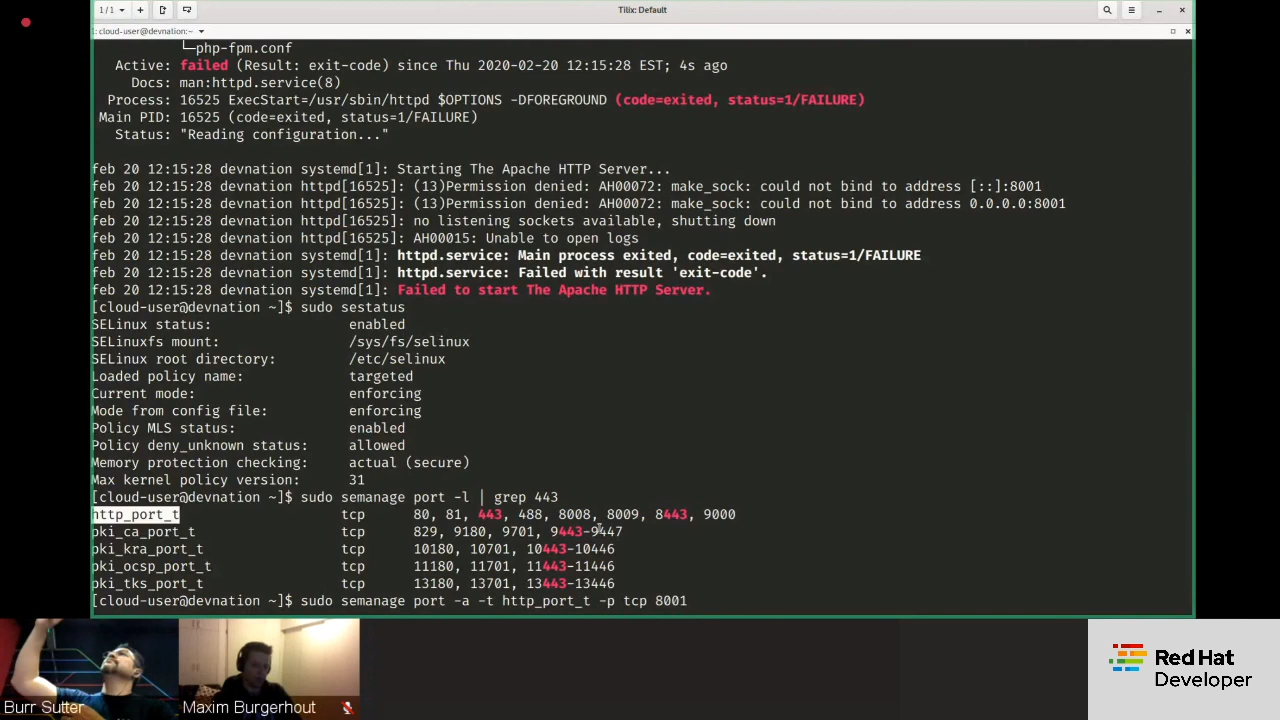 1/1
Tilix: Default
: cloud-user@devnation:~
└─php-fpm.conf
Active: failed (Result: exit-code) since Thu 2020-02-20 12:15:28 EST; 4s ago
Docs: man:httpd.service(8)
Process: 16525 ExecStart=/usr/sbin/httpd $OPTIONS -DFOREGROUND (code=exited, status=1/FAILURE)
Main PID: 16525 (code=exited, status=1/FAILURE)
Status: "Reading configuration..."
feb 20 12:15:28 devnation systemd[1]: Starting The Apache HTTP Server...
feb 20 12:15:28 devnation httpd[16525]: (13)Permission denied: AH00072: make_sock: could not bind to address [::]:8001
feb 20 12:15:28 devnation httpd[16525]: (13)Permission denied: AH00072: make_sock: could not bind to address 0.0.0.0:8001
feb 20 12:15:28 devnation httpd[16525]: no listening sockets available, shutting down
feb 20 12:15:28 devnation httpd[16525]: AH00015: Unable to open logs
feb 20 12:15:28 devnation systemd[1]: httpd.service: Main process exited, code=exited, status=1/FAILURE
feb 20 12:15:28 devnation systemd[1]: httpd.service: Failed with result 'exit-code'.
feb 20 12:15:28 devnation systemd[1]: Failed to start The Apache HTTP Server.
[cloud-user@devnation ~]$ sudo sestatus
SELinux status: enabled
SELinuxfs mount: /sys/fs/selinux
SELinux root directory: /etc/selinux
Loaded policy name: targeted
Current mode: enforcing
Mode from config file: enforcing
Policy MLS status: enabled
Policy deny_unknown status: allowed
Memory protection checking: actual (secure)
Max kernel policy version: 31
[cloud-user@devnation ~]$ sudo semanage port -l | grep 443
http_port_t tcp 80, 81, 443, 488, 8008, 8009, 8443, 9000
pki_ca_port_t tcp 829, 9180, 9701, 9443-9447
pki_kra_port_t tcp 10180, 10701, 10443-10446
pki_ocsp_port_t tcp 11180, 11701, 11443-11446
pki_tks_port_t tcp 13180, 13701, 13443-13446
[cloud-user@devnation ~]$ sudo semanage port -a -t http_port_t -p tcp 8001
Burr Sutter
Maxim Burgerhout
Red Hat
Developer